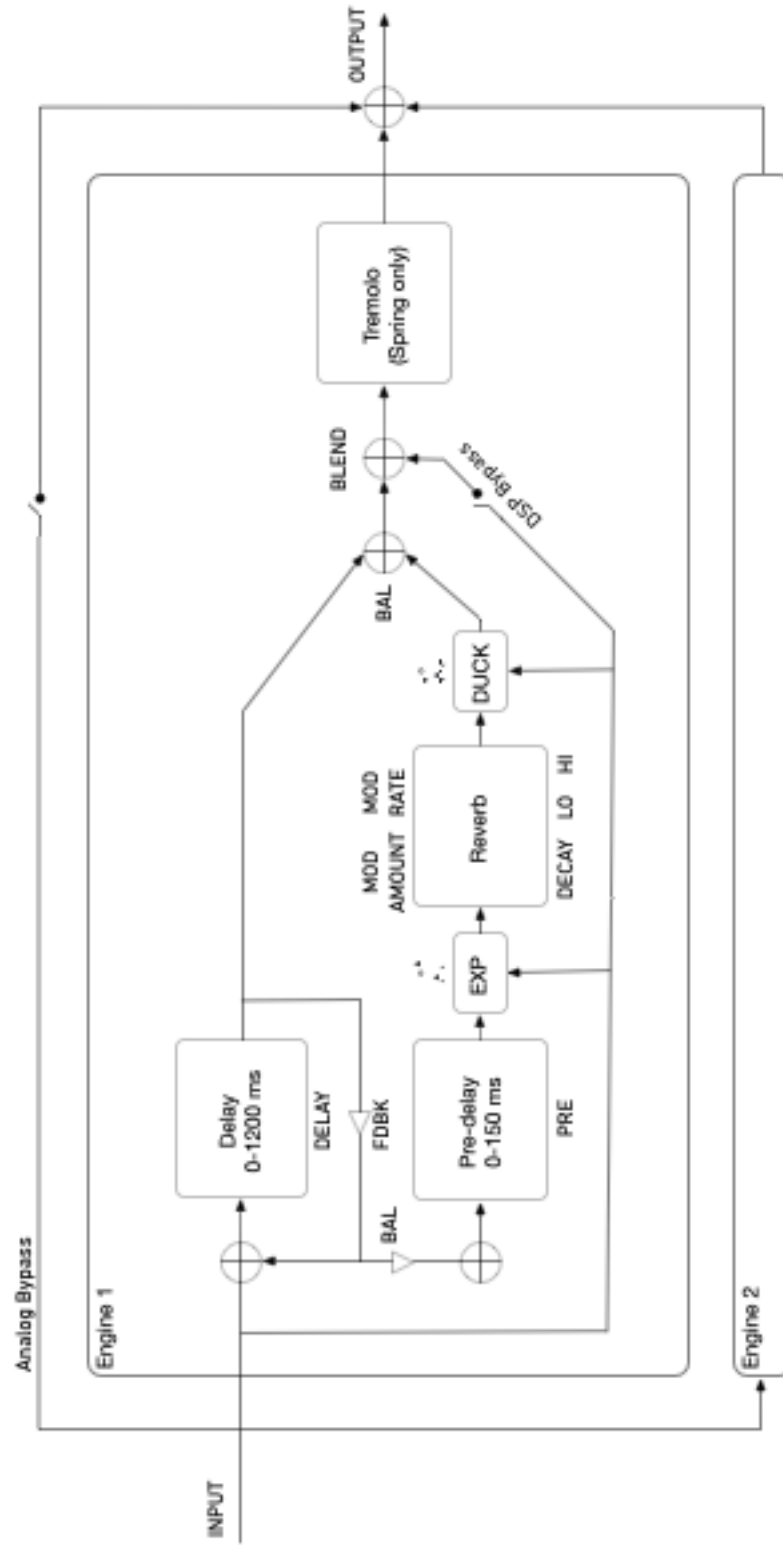 Analog Bypass
Engine 1
INPUT
Delay
0-1200 ms
DELAY
FDBK
BAL
Pre-delay
0-150 ms
PRE
EXP
MOD
AMOUNT
MOD
RATE
Reverb
DECAY LO HI
DUCK
BAL
BLEND
DSP Bypass
Tremolo
(Spring only)
OUTPUT
Engine 2